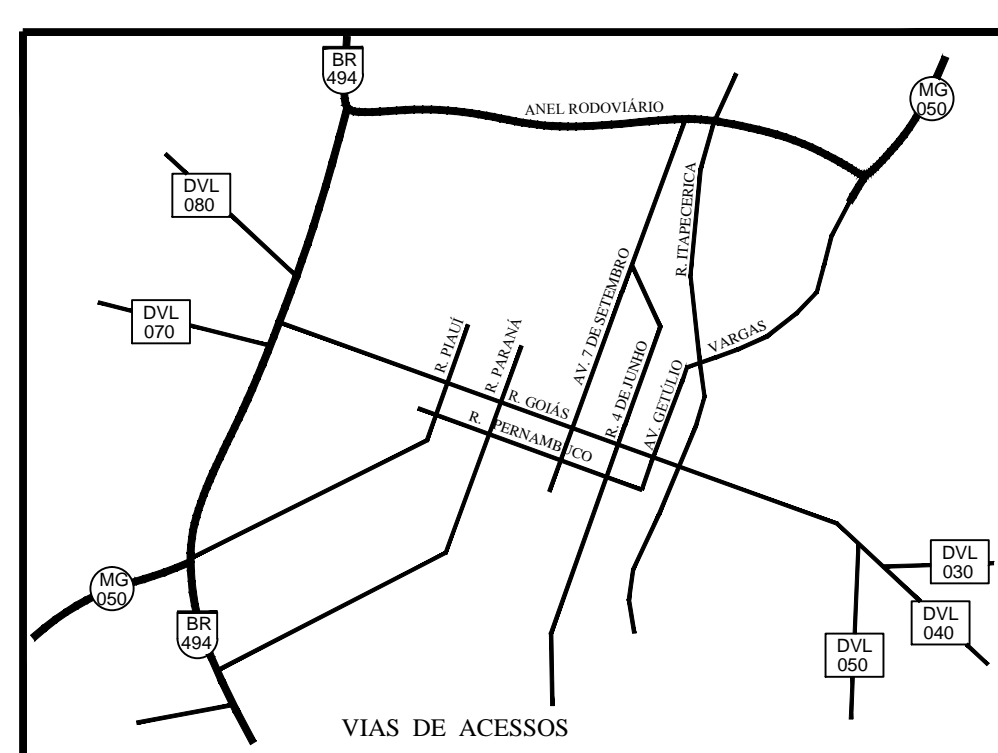 BR
494
MG
050
ANEL RODOVIÁRIO
DVL
080
R. ITAPECERICA
DVL
070
AV. 7 DE SETEMBRO
R. PIAUÍ
R. PARANÁ
VARGAS
R. 4 DE JUNHO
AV. GETÚLIO
R. GOIÁS
R. PERNAMBUCO
MG
050
BR
494
DVL
030
DVL
040
DVL
050
VIAS DE ACESSOS